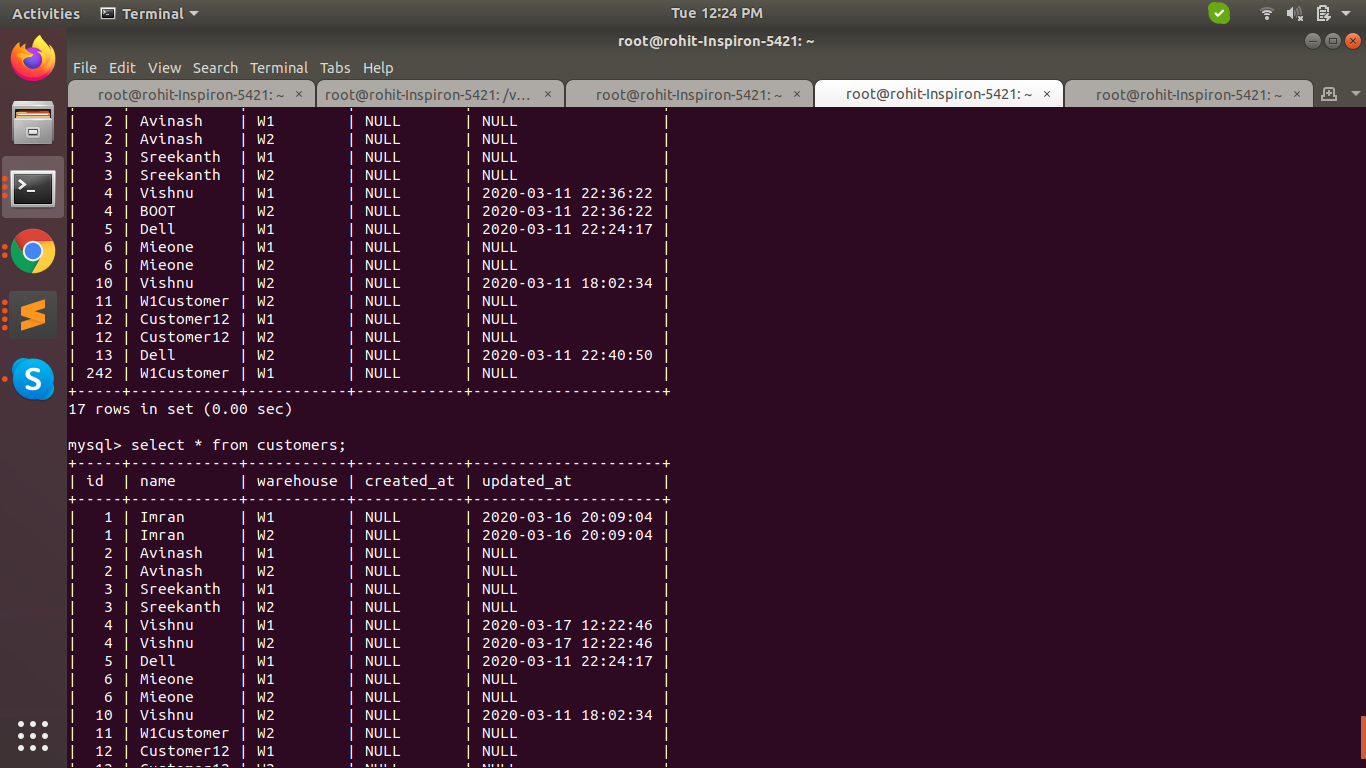 Activities Terminal Tue 12:24 PM
root@rohit-Inspiron-5421: ~
File Edit View Search Terminal Tabs Help
root@rohit-Inspiron-5421: ~ × root@rohit-Inspiron-5421: /v... × root@rohit-Inspiron-5421: ~ × root@rohit-Inspiron-5421: ~ × root@rohit-Inspiron-5421: ~ ×
| 2 | Avinash | W1 | NULL | NULL |
| 2 | Avinash | W2 | NULL | NULL |
| 3 | Sreekanth | W1 | NULL | NULL |
| 3 | Sreekanth | W2 | NULL | NULL |
| 4 | Vishnu | W1 | NULL | 2020-03-11 22:36:22 |
| 4 | BOOT | W2 | NULL | 2020-03-11 22:36:22 |
| 5 | Dell | W1 | NULL | 2020-03-11 22:24:17 |
| 6 | Mieone | W1 | NULL | NULL |
| 6 | Mieone | W2 | NULL | NULL |
| 10 | Vishnu | W2 | NULL | 2020-03-11 18:02:34 |
| 11 | W1Customer | W2 | NULL | NULL |
| 12 | Customer12 | W1 | NULL | NULL |
| 12 | Customer12 | W2 | NULL | NULL |
| 13 | Dell | W2 | NULL | 2020-03-11 22:40:50 |
| 242 | W1Customer | W1 | NULL | NULL |
+-----+------------+-----------+------------+---------------------+
17 rows in set (0.00 sec)
mysql> select * from customers;
+-----+------------+-----------+------------+---------------------+
| id | name | warehouse | created_at | updated_at |
+-----+------------+-----------+------------+---------------------+
| 1 | Imran | W1 | NULL | 2020-03-16 20:09:04 |
| 1 | Imran | W2 | NULL | 2020-03-16 20:09:04 |
| 2 | Avinash | W1 | NULL | NULL |
| 2 | Avinash | W2 | NULL | NULL |
| 3 | Sreekanth | W1 | NULL | NULL |
| 3 | Sreekanth | W2 | NULL | NULL |
| 4 | Vishnu | W1 | NULL | 2020-03-17 12:22:46 |
| 4 | Vishnu | W2 | NULL | 2020-03-17 12:22:46 |
| 5 | Dell | W1 | NULL | 2020-03-11 22:24:17 |
| 6 | Mieone | W1 | NULL | NULL |
| 6 | Mieone | W2 | NULL | NULL |
| 10 | Vishnu | W2 | NULL | 2020-03-11 18:02:34 |
| 11 | W1Customer | W2 | NULL | NULL |
| 12 | Customer12 | W1 | NULL | NULL |